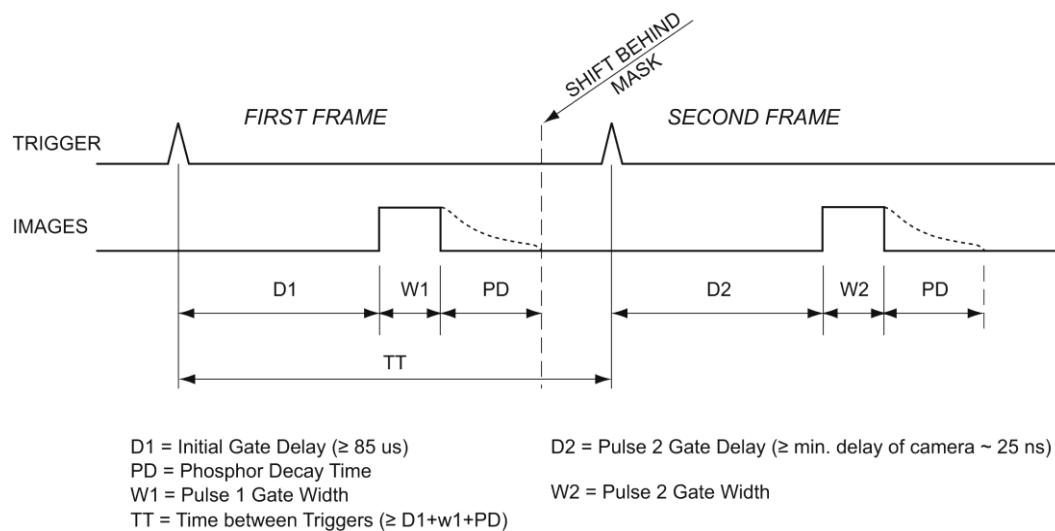 SHIFT BEHIND
MASK
FIRST FRAME
SECOND FRAME
TRIGGER
IMAGES
D1
W1
PD
D2
W2
PD
TT
D1 = Initial Gate Delay (≥ 85 us)
PD = Phosphor Decay Time
W1 = Pulse 1 Gate Width
TT = Time between Triggers (≥ D1+w1+PD)
D2 = Pulse 2 Gate Delay (≥ min. delay of camera ~ 25 ns)
W2 = Pulse 2 Gate Width